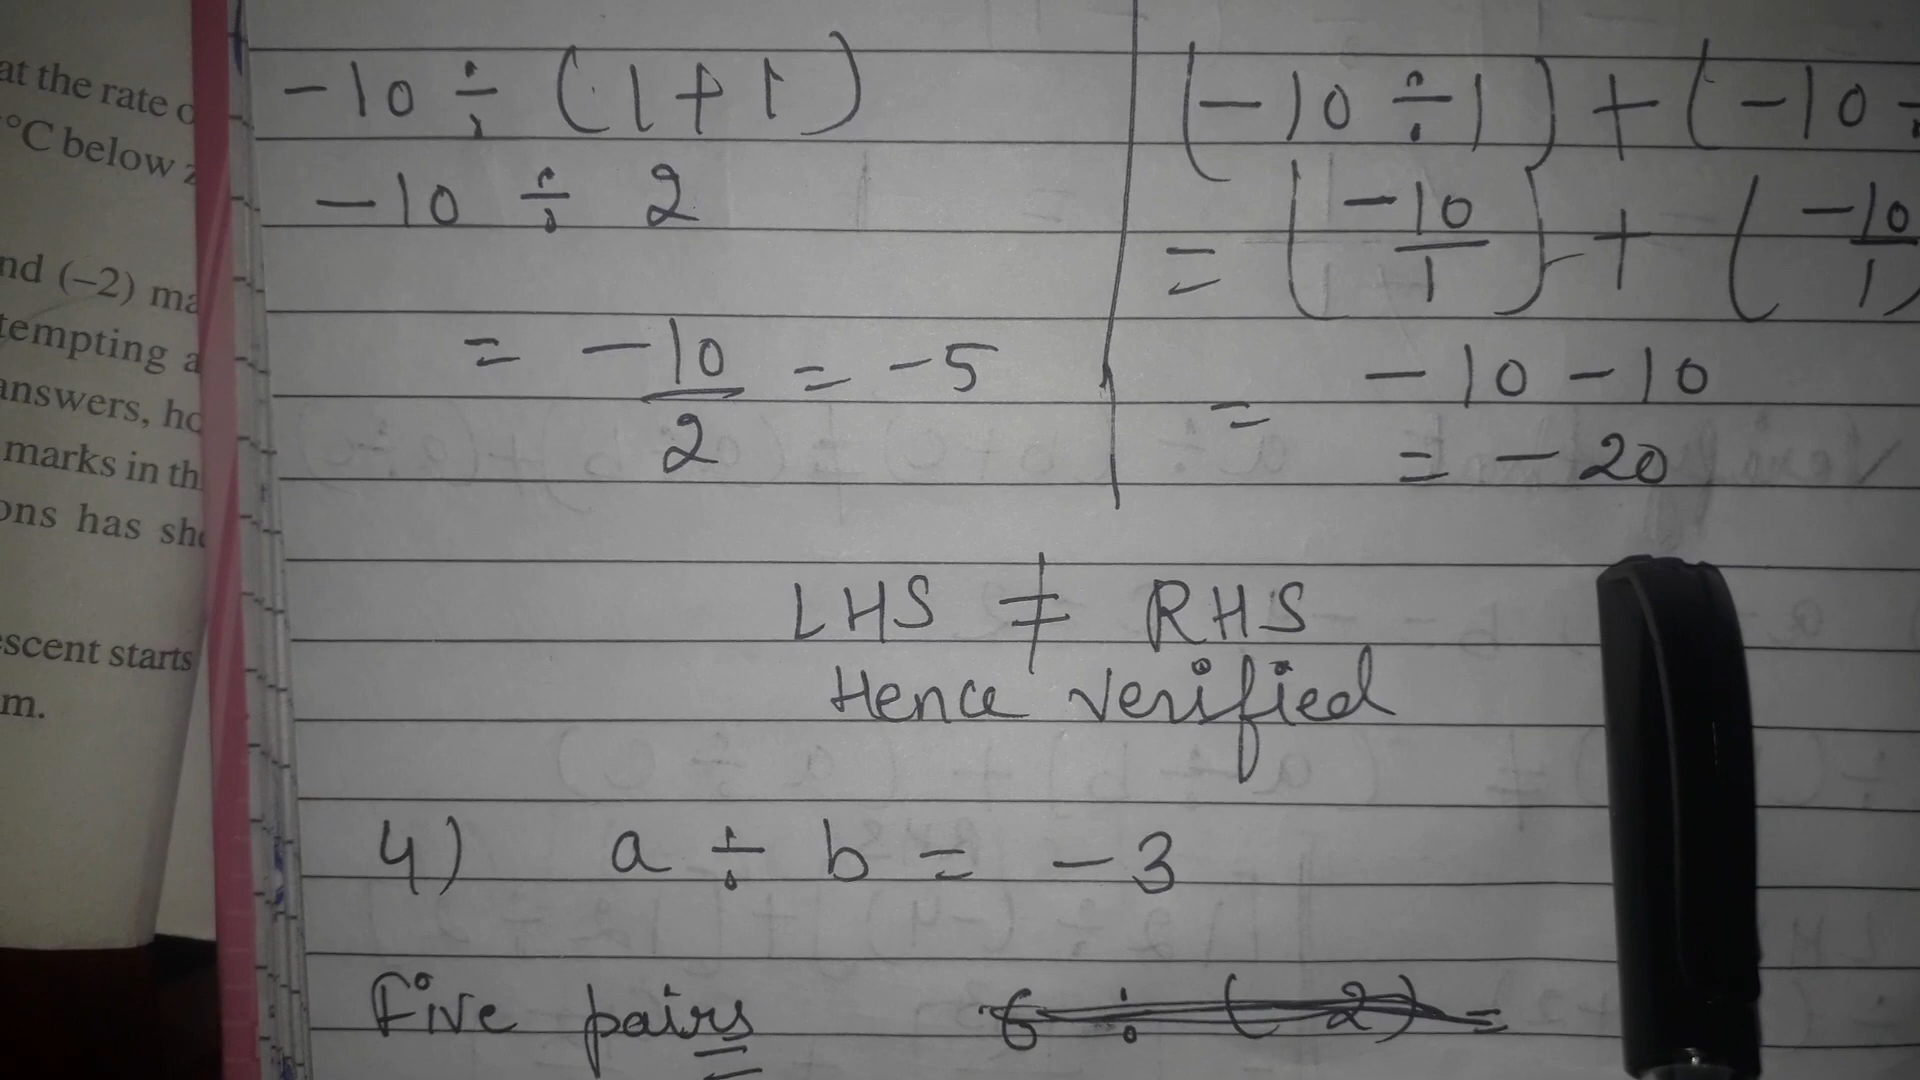 at the rate
°C below
nd (–2) ma
tempting a
answers, ho
marks in th
ons has sho
escent starts
m.
-10 ÷ (1+1)
-10 ÷ 2
= -10/2 = -5
(-10 ÷ 1) + (-10 ÷
= (-10/1) + (-10/1)
= -10 - 10
= - 20
LHS ≠ RHS
Hence verified
4) a ÷ b = -3
Five pairs